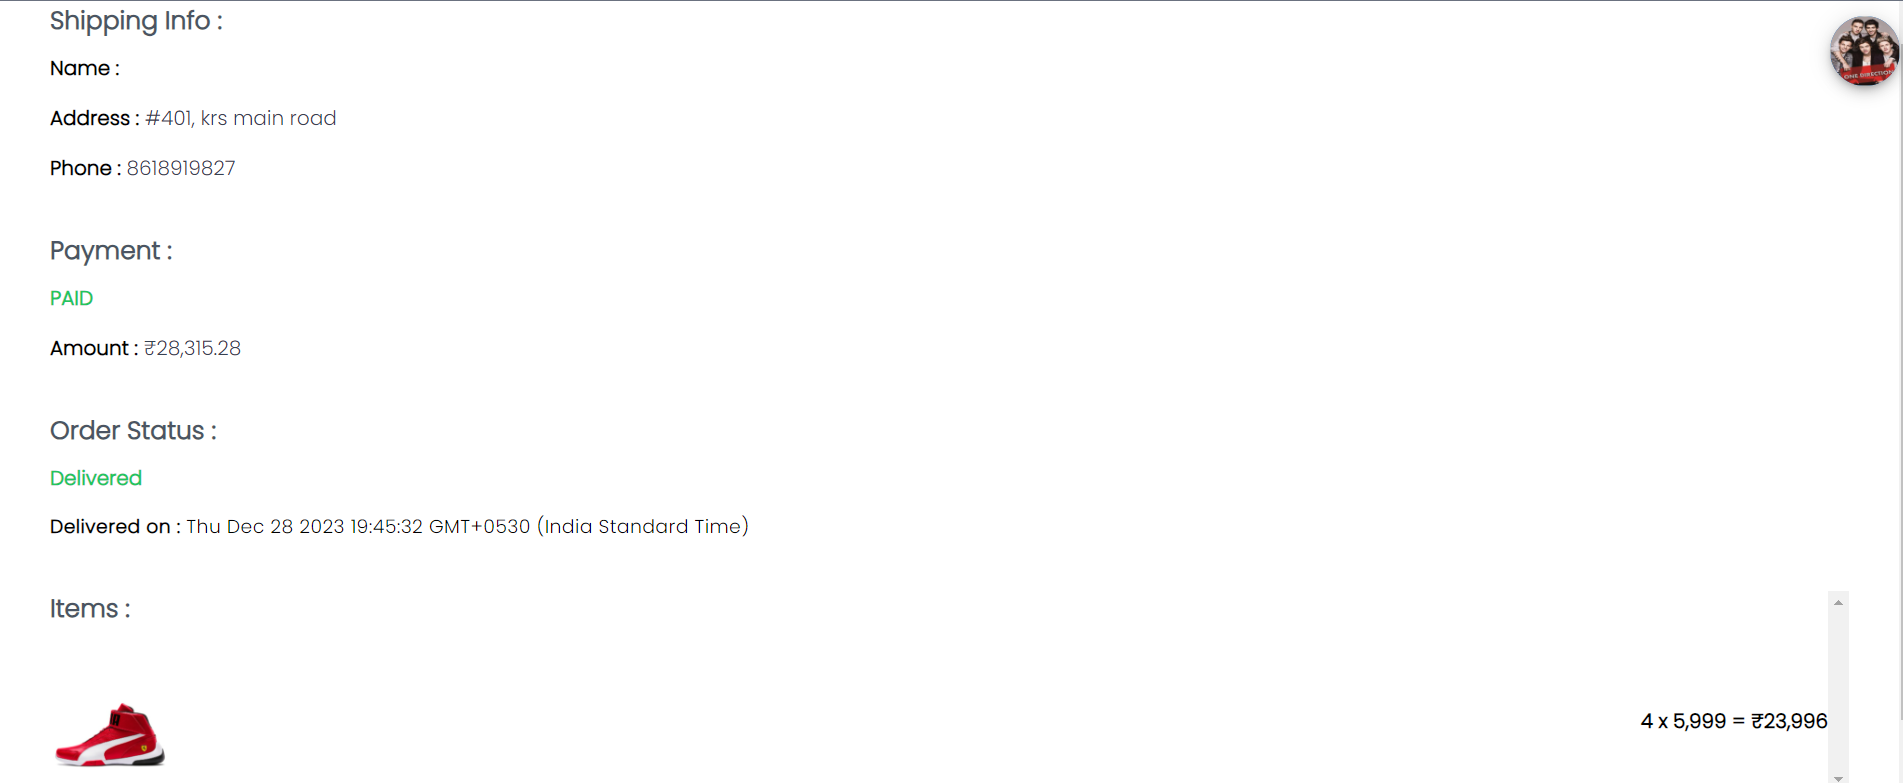 Shipping Info :
Name :
Address : #401, krs main road
Phone : 8618919827
Payment :
PAID
Amount : ₹28,315.28
Order Status :
Delivered
Delivered on : Thu Dec 28 2023 19:45:32 GMT+0530 (India Standard Time)
Items :
4 x 5,999 = ₹23,996
ONE DIRECTION